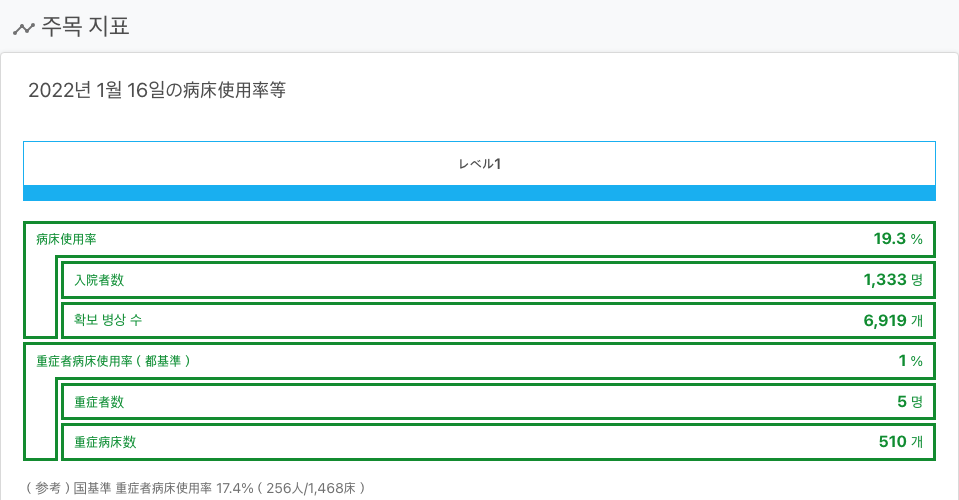 주목 지표
2022년 1월 16일の病床使用率等
レベル1
病床使用率 19.3 %
入院者数 1,333 명
확보 병상 수 6,919 개
重症者病床使用率 ( 都基準 ) 1 %
重症者数 5 명
重症病床数 510 개
( 参考 ) 国基準 重症者病床使用率 17.4% ( 256人/1,468床 )